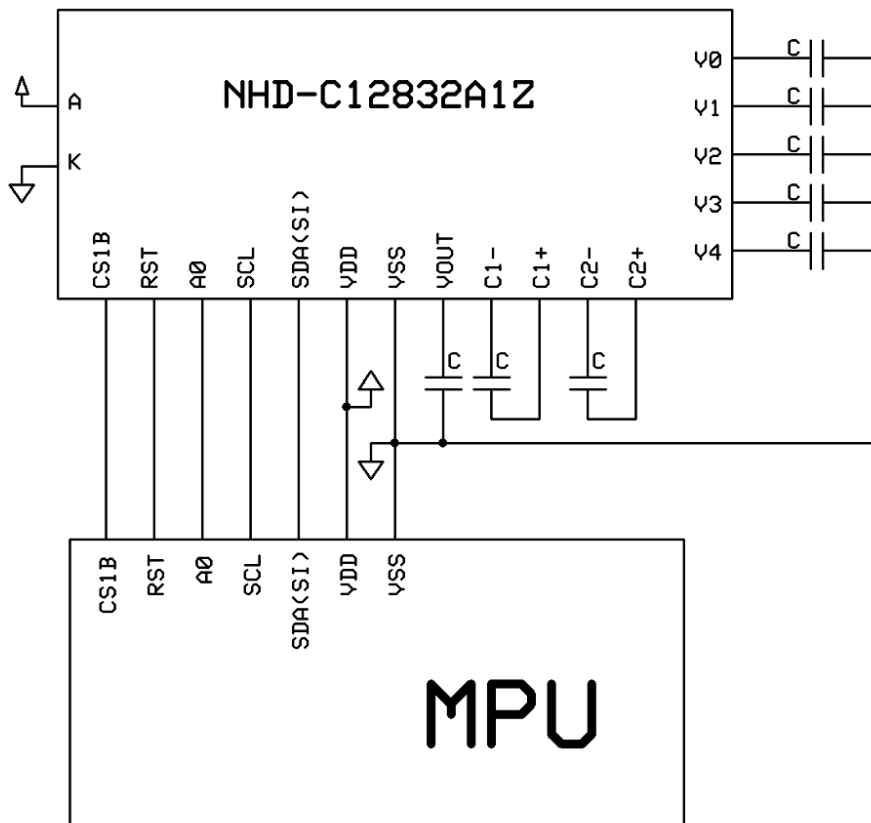 NHD-C12832A1Z
A
K
V0 C
V1 C
V2 C
V3 C
V4 C
CS1B RST A0 SCL SDA(SI) VDD VSS VOUT C1- C1+ C2- C2+
C C C
CS1B RST A0 SCL SDA(SI) VDD VSS
MPU